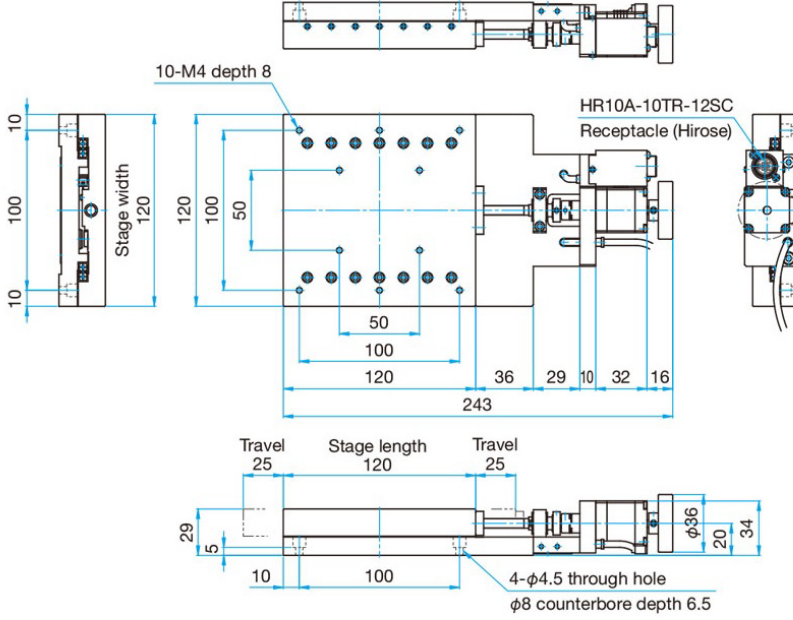 10-M4 depth 8
HR10A-10TR-12SC
Receptacle (Hirose)
10
100
10
Stage width
120
120
100
50
50
100
120
36
29
10
32
16
243
Travel
25
Stage length
120
Travel
25
29
5
10
100
ϕ36
20
34
4-ϕ4.5 through hole
ϕ8 counterbore depth 6.5